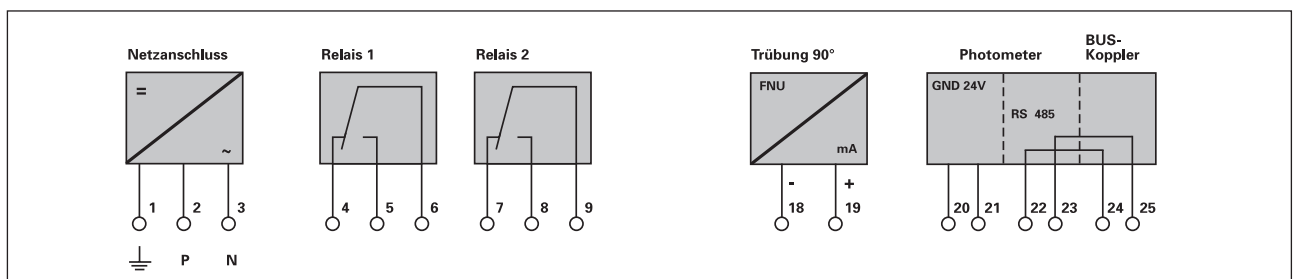 Netzanschluss
Relais 1
Relais 2
Trübung 90°
Photometer
BUS-
Koppler
=
~
FNU
mA
GND 24V
RS 485
- +
1 2 3 4 5 6 7 8 9 18 19 20 21 22 23 24 25
P N